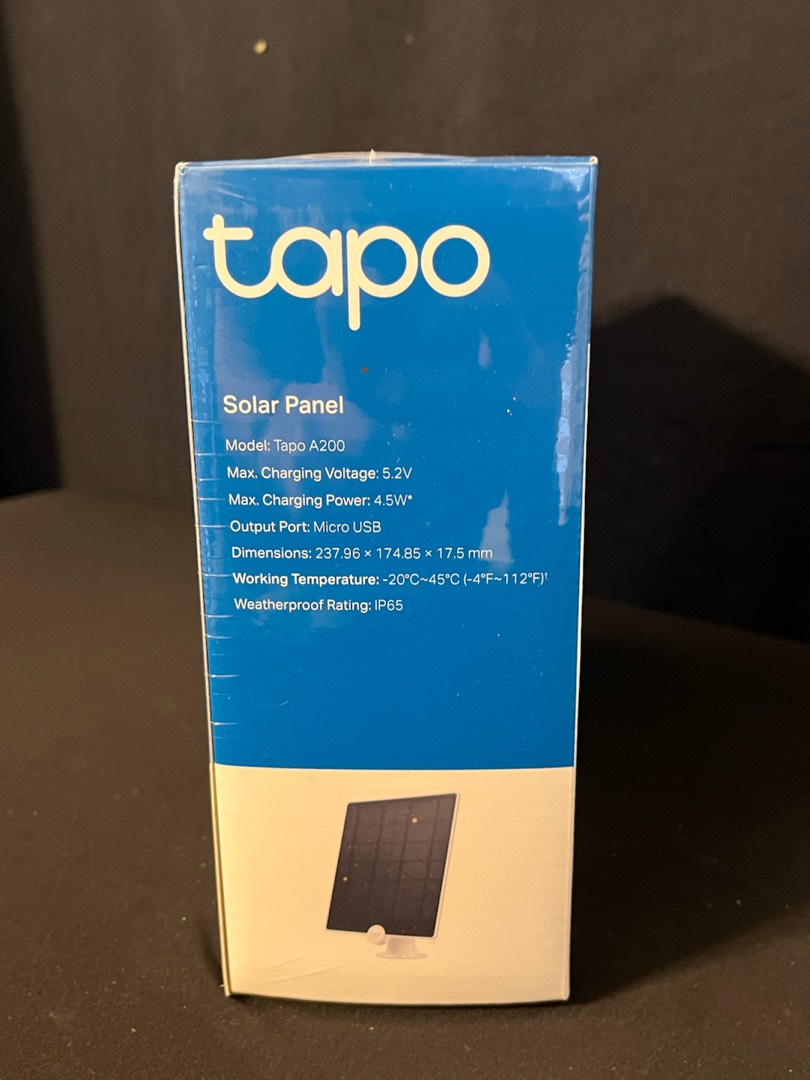 tapo
Solar Panel
Model: Tapo A200
Max. Charging Voltage: 5.2V
Max. Charging Power: 4.5W*
Output Port: Micro USB
Dimensions: 237.96 × 174.85 × 17.5 mm
Working Temperature: -20°C~45°C (-4°F~112°F)†
Weatherproof Rating: IP65